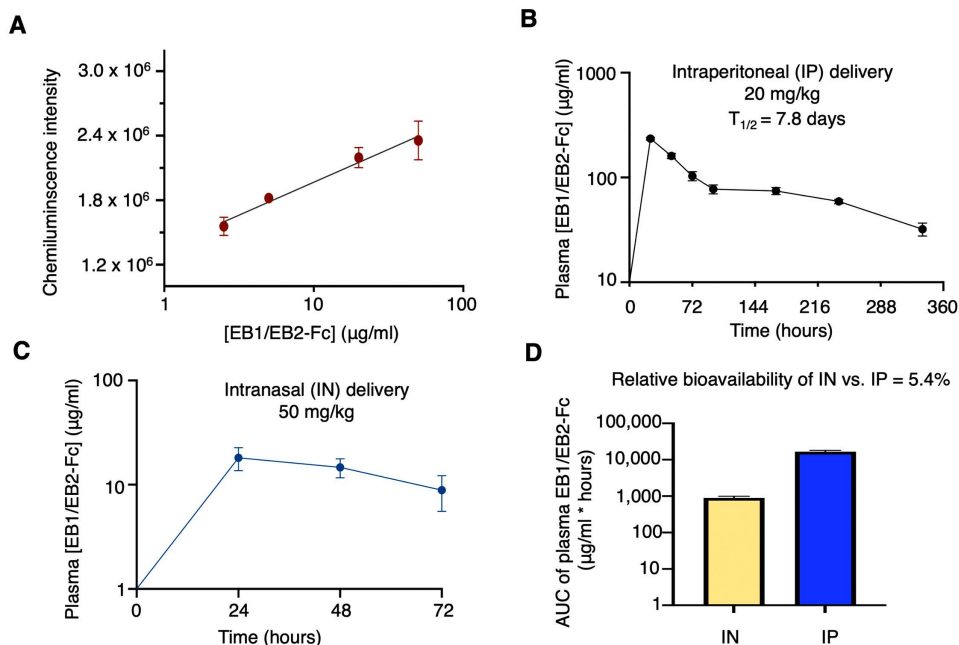 A
Chemiluminscence intensity
3.0 x 10⁶
2.4 x 10⁶
1.8 x 10⁶
1.2 x 10⁶
1
10
100
[EB1/EB2-Fc] (µg/ml)
B
Plasma [EB1/EB2-Fc] (µg/ml)
Intraperitoneal (IP) delivery
20 mg/kg
T1/2 = 7.8 days
1000
100
10
0
72
144
216
288
360
Time (hours)
C
Plasma [EB1/EB2-Fc] (µg/ml)
Intranasal (IN) delivery
50 mg/kg
100
10
1
0
24
48
72
Time (hours)
D
Relative bioavailability of IN vs. IP = 5.4%
AUC of plasma EB1/EB2-Fc
(µg/ml * hours)
100,000
10,000
1,000
100
10
1
IN
IP